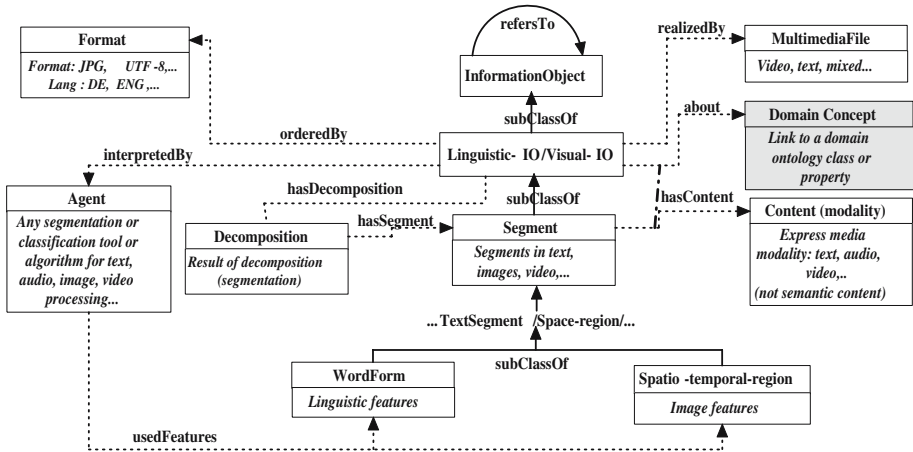 refersTo
Format
Format: JPG, UTF-8,...
Lang : DE, ENG ,...
InformationObject
realizedBy
MultimediaFile
Video, text, mixed...
subClassOf
about
orderedBy
Linguistic- IO/Visual- IO
Domain Concept
Link to a domain
ontology class or
property
interpretedBy
hasDecomposition
subClassOf
hasContent
Agent
Any segmentation or
classification tool or
algorithm for text,
audio, image, video
processing...
hasSegment
Decomposition
Result of decomposition
(segmentation)
Segment
Segments in text,
images, video,...
Content (modality)
Express media
modality: text, audio,
video,..
(not semantic content)
...TextSegment /Space-region/...
subClassOf
WordForm
Linguistic features
Spatio -temporal-region
Image features
usedFeatures